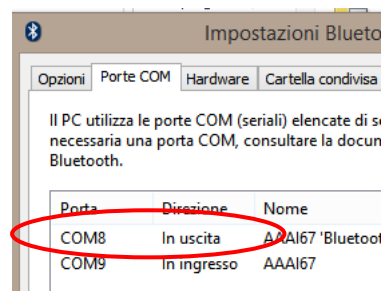 Impostazioni Blueto
Opzioni Porte COM Hardware Cartella condivisa
Il PC utilizza le porte COM (seriali) elencate di s
necessaria una porta COM, consultare la docum
Bluetooth.
Porta Direzione Nome
COM8 In uscita AAAI67 'Bluetoot
COM9 In ingresso AAAI67